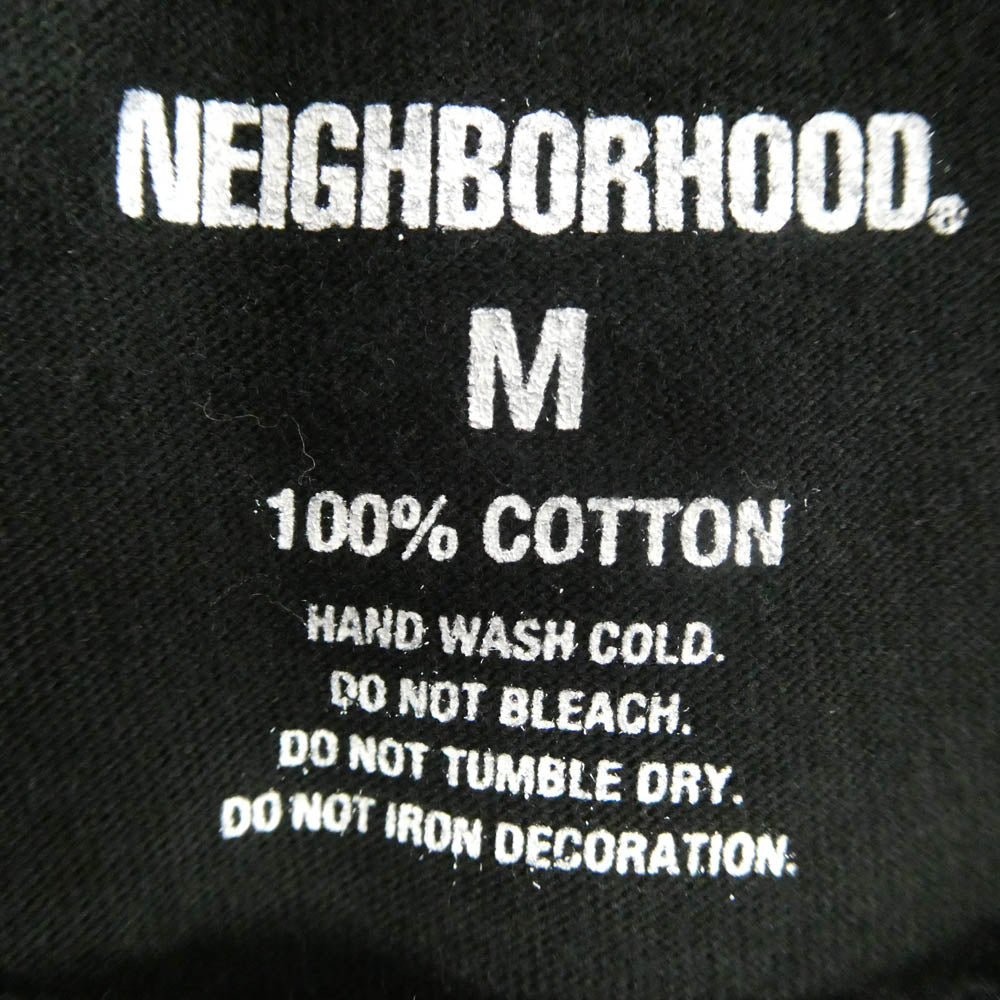 NEIGHBORHOOD®
M
100% COTTON
HAND WASH COLD.
DO NOT BLEACH.
DO NOT TUMBLE DRY.
DO NOT IRON DECORATION.